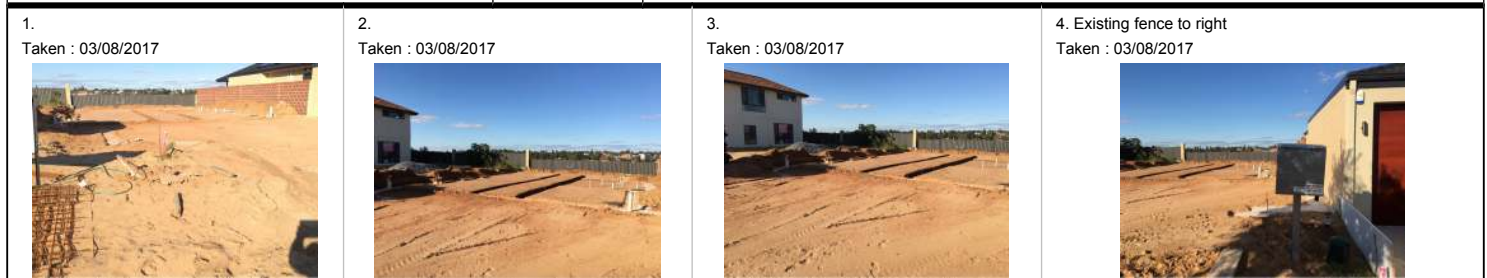 1.
Taken : 03/08/2017
2.
Taken : 03/08/2017
3.
Taken : 03/08/2017
4. Existing fence to right
Taken : 03/08/2017